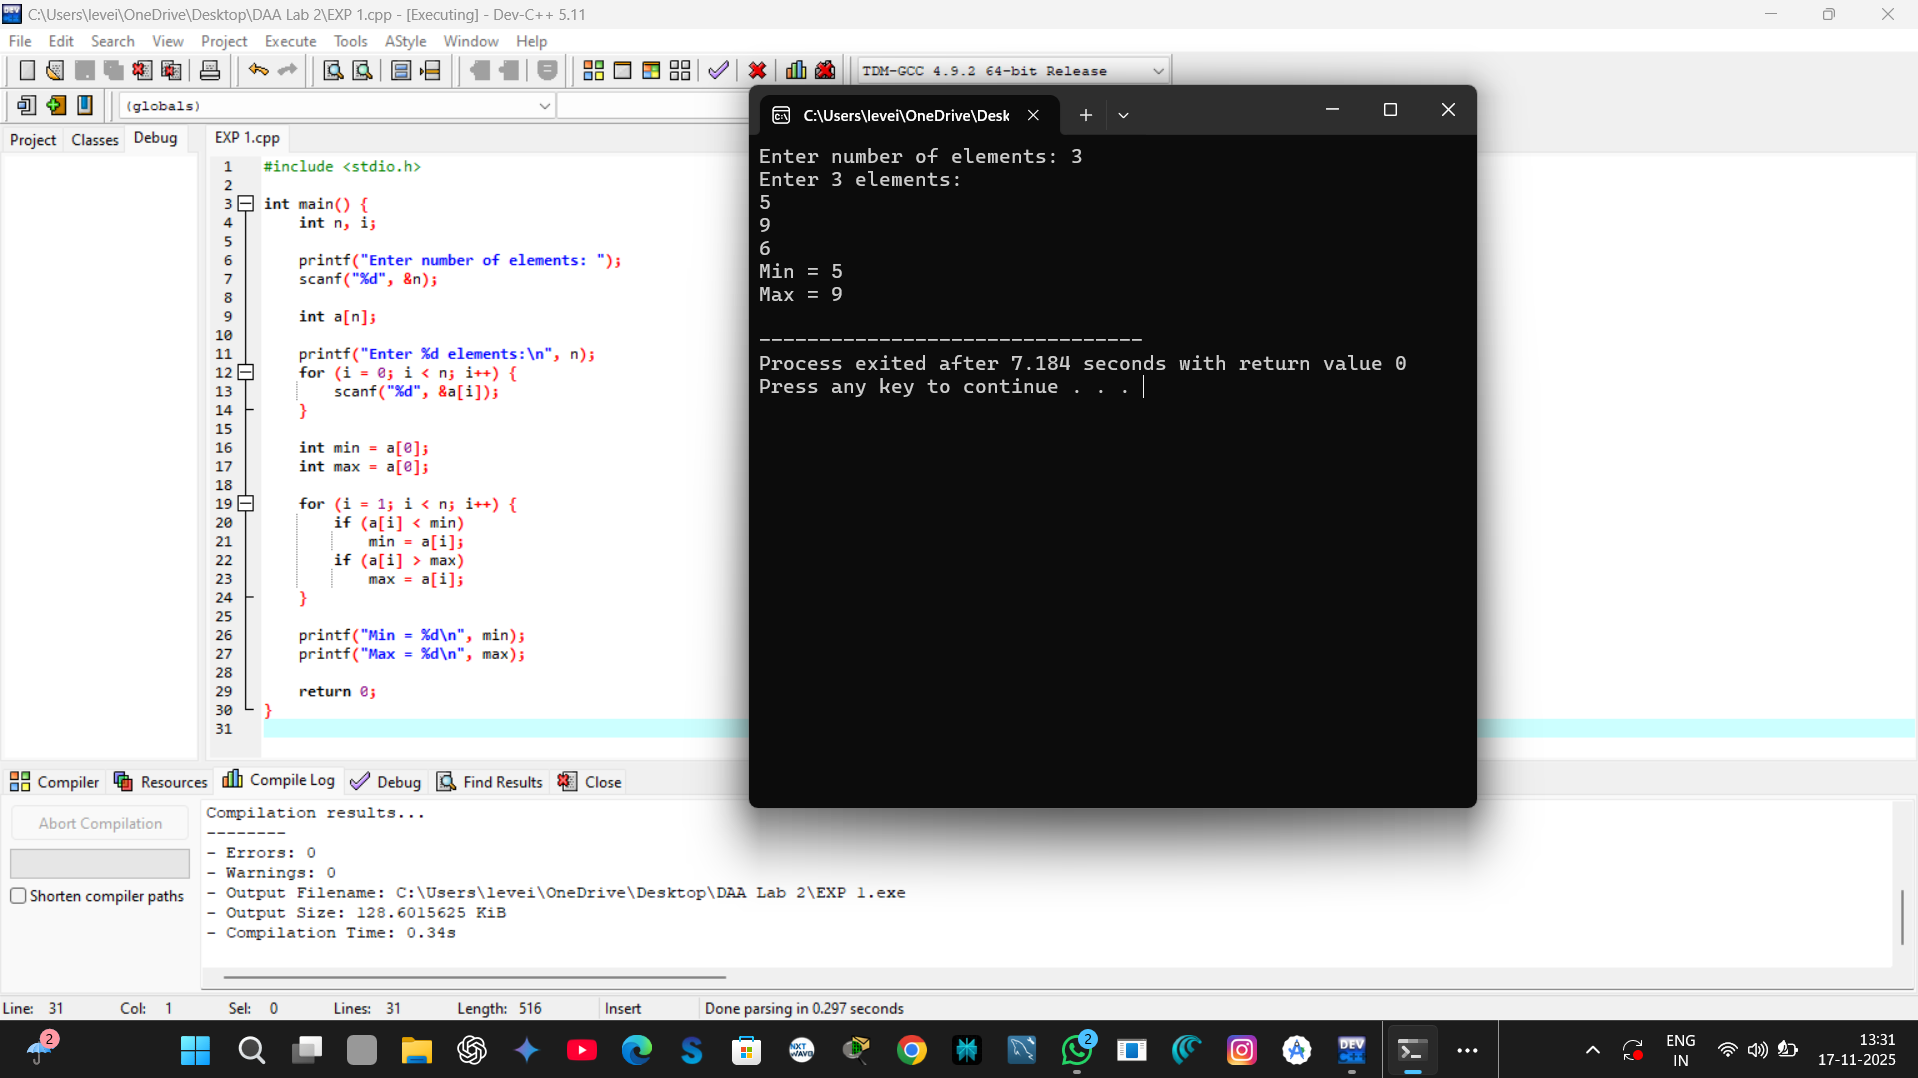 C:\Users\levei\OneDrive\Desktop\DAA Lab 2\EXP 1.cpp - [Executing] - Dev-C++ 5.11
File Edit Search View Project Execute Tools AStyle Window Help
TDM-GCC 4.9.2 64-bit Release
(globals)
Project Classes Debug
EXP 1.cpp
1 #include <stdio.h>
2
3 int main() {
4 int n, i;
5
6 printf("Enter number of elements: ");
7 scanf("%d", &n);
8
9 int a[n];
10
11 printf("Enter %d elements:\n", n);
12 for (i = 0; i < n; i++) {
13 scanf("%d", &a[i]);
14 }
15
16 int min = a[0];
17 int max = a[0];
18
19 for (i = 1; i < n; i++) {
20 if (a[i] < min)
21 min = a[i];
22 if (a[i] > max)
23 max = a[i];
24 }
25
26 printf("Min = %d\n", min);
27 printf("Max = %d\n", max);
28
29 return 0;
30 }
31
C:\Users\levei\OneDrive\Desk
Enter number of elements: 3
Enter 3 elements:
5
9
6
Min = 5
Max = 9
--------------------------------
Process exited after 7.184 seconds with return value 0
Press any key to continue . . .
Compiler Resources Compile Log Debug Find Results Close
Abort Compilation
Shorten compiler paths
Compilation results...
--------
- Errors: 0
- Warnings: 0
- Output Filename: C:\Users\levei\OneDrive\Desktop\DAA Lab 2\EXP 1.exe
- Output Size: 128.6015625 KiB
- Compilation Time: 0.34s
Line: 31 Col: 1 Sel: 0 Lines: 31 Length: 516 Insert Done parsing in 0.297 seconds
2
NXT WAVE
2
DEV C++
ENG
IN
13:31
17-11-2025